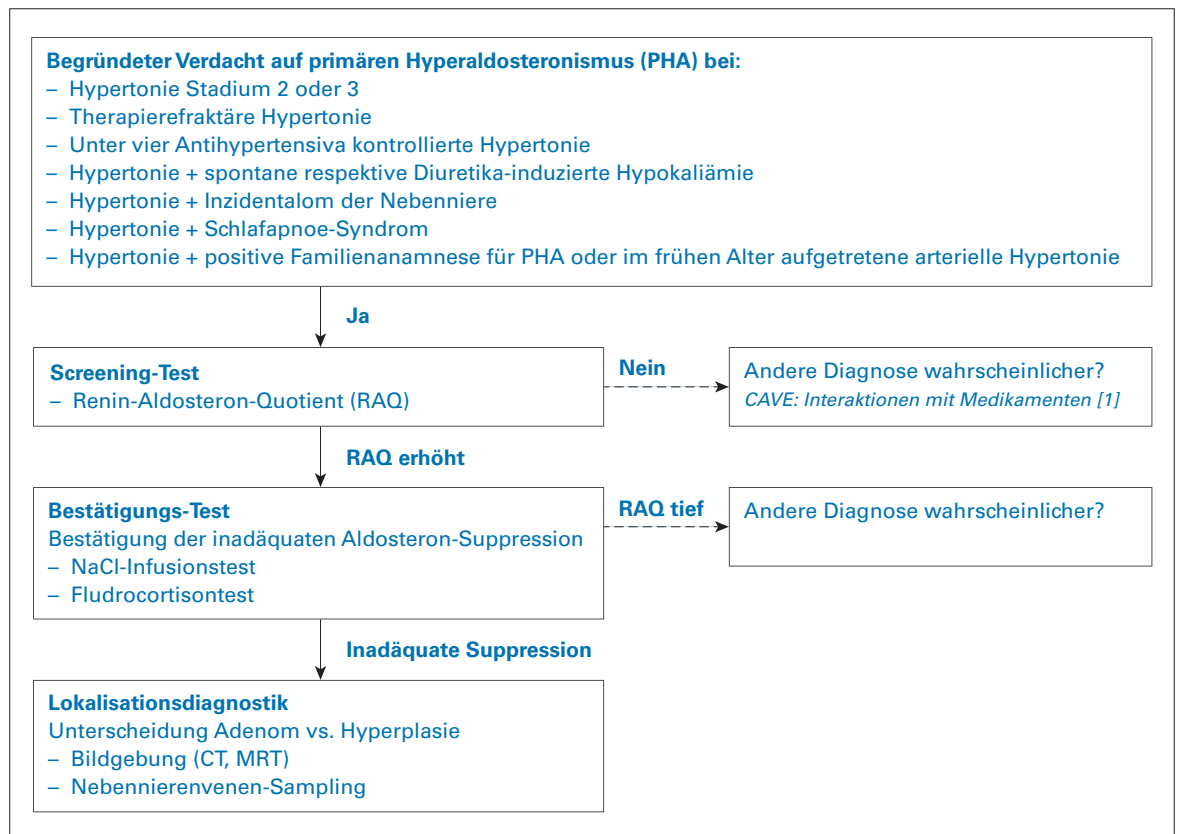 Begründeter Verdacht auf primären Hyperaldosteronismus (PHA) bei:
– Hypertonie Stadium 2 oder 3
– Therapierefraktäre Hypertonie
– Unter vier Antihypertensiva kontrollierte Hypertonie
– Hypertonie + spontane respektive Diuretika-induzierte Hypokaliämie
– Hypertonie + Inzidentalom der Nebenniere
– Hypertonie + Schlafapnoe-Syndrom
– Hypertonie + positive Familienanamnese für PHA oder im frühen Alter aufgetretene arterielle Hypertonie
Ja
Screening-Test
– Renin-Aldosteron-Quotient (RAQ)
Nein
Andere Diagnose wahrscheinlicher?
CAVE: Interaktionen mit Medikamenten [1]
RAQ erhöht
Bestätigungs-Test
Bestätigung der inadäquaten Aldosteron-Suppression
– NaCl-Infusionstest
– Fludrocortisontest
RAQ tief
Andere Diagnose wahrscheinlicher?
Inadäquate Suppression
Lokalisationsdiagnostik
Unterscheidung Adenom vs. Hyperplasie
– Bildgebung (CT, MRT)
– Nebennierenvenen-Sampling